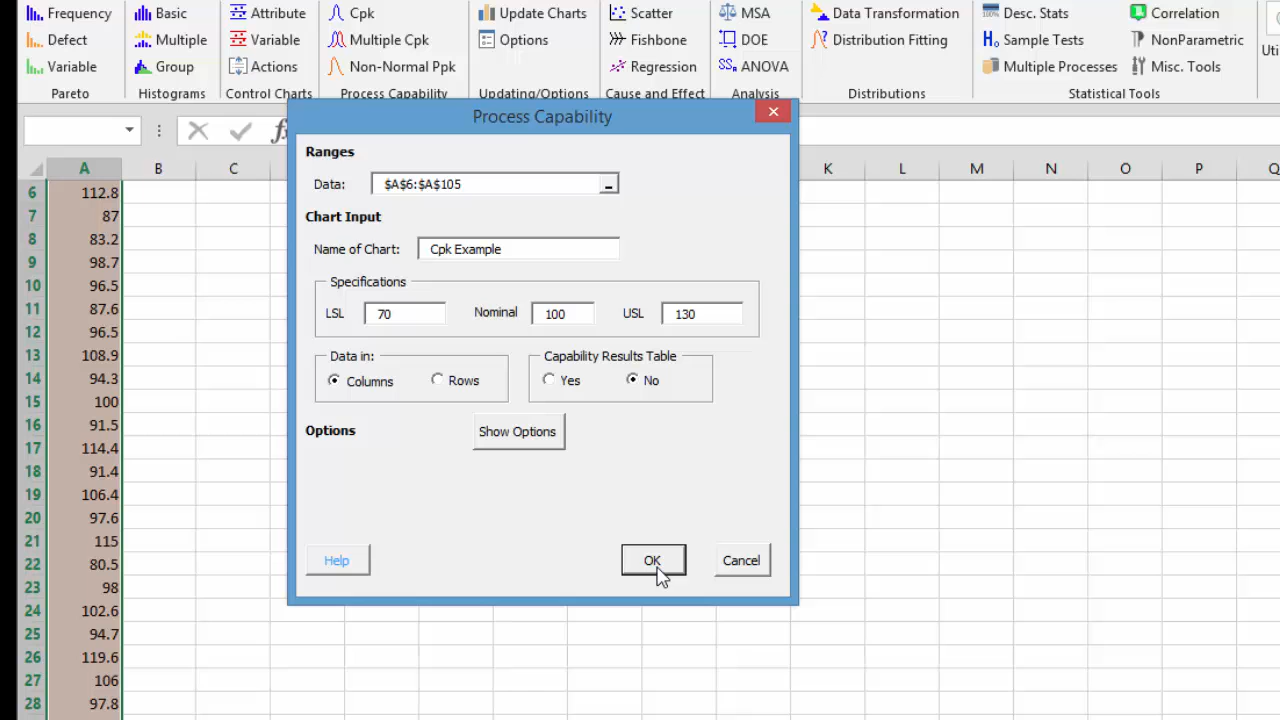 Frequency Basic Attribute Cpk Update Charts Scatter MSA Data Transformation Desc. Stats Correlation
Defect Multiple Variable Multiple Cpk Options Fishbone DOE Distribution Fitting Sample Tests NonParametric
Variable Group Actions Non-Normal Ppk Regression ANOVA Multiple Processes Misc. Tools
Pareto Histograms Control Charts Process Capability Updating/Options Cause and Effect Analysis Distributions Statistical Tools
Process Capability
A B C K L M N O P Q
Ranges
Data: $A$6:$A$105
Chart Input
Name of Chart: Cpk Example
Specifications
LSL 70 Nominal 100 USL 130
Data in: Capability Results Table
Columns Rows Yes No
Options Show Options
Help OK Cancel
6 112.8
7 87
8 83.2
9 98.7
10 96.5
11 87.6
12 96.5
13 108.9
14 94.3
15 100
16 91.5
17 114.4
18 91.4
19 106.4
20 97.6
21 115
22 80.5
23 98
24 102.6
25 94.7
26 119.6
27 106
28 97.8